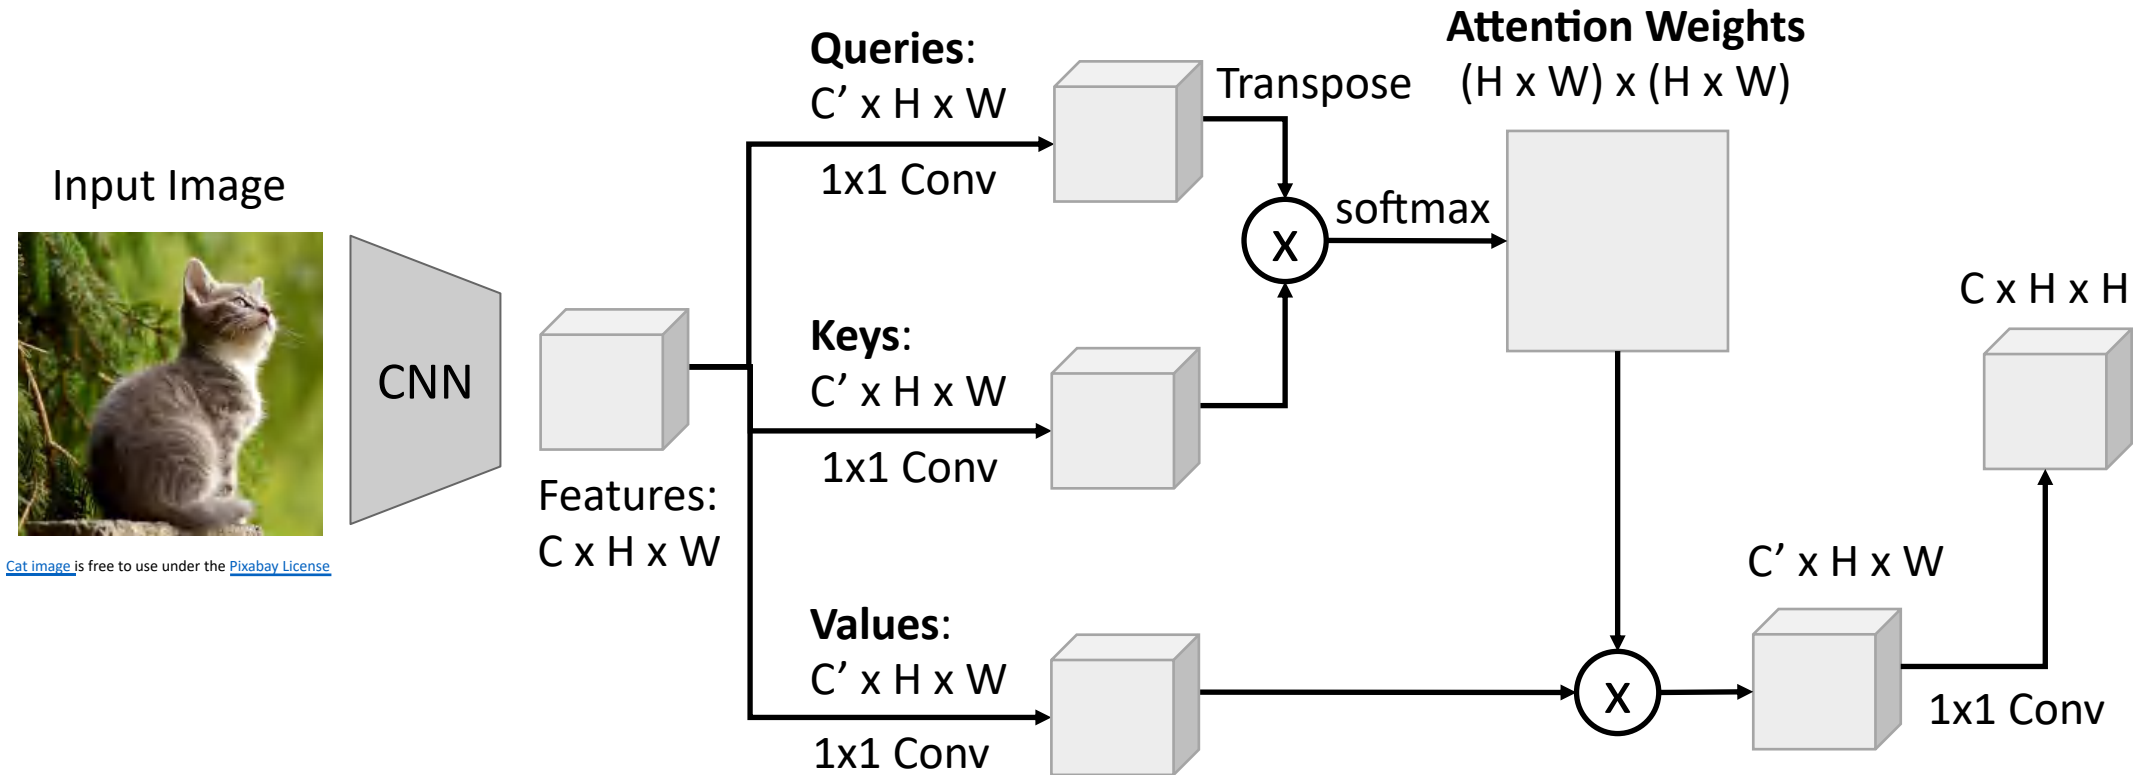 Input Image
Cat image is free to use under the Pixabay License
CNN
Features:
C x H x W
Queries:
C’ x H x W
1x1 Conv
Keys:
C’ x H x W
1x1 Conv
Values:
C’ x H x W
1x1 Conv
Transpose
x
softmax
Attention Weights
(H x W) x (H x W)
x
C’ x H x W
1x1 Conv
C x H x H